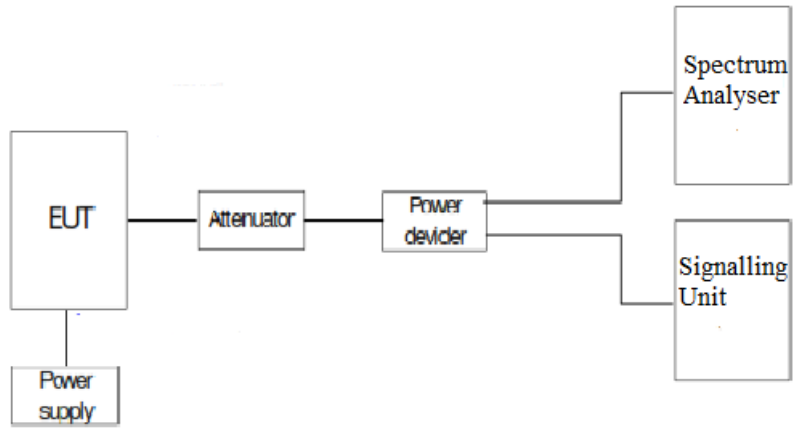 Spectrum
Analyser
EUT
Attenuator
Power
devider
Signalling
Unit
Power
supply